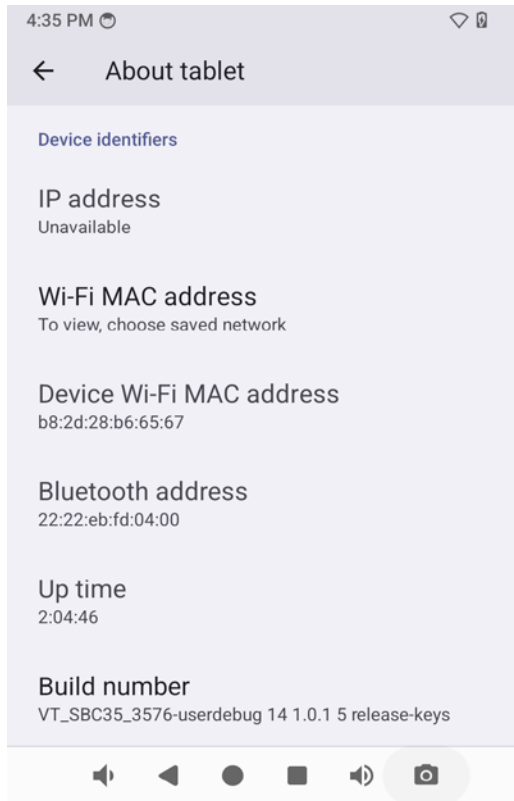 4:35 PM
About tablet
Device identifiers
IP address
Unavailable
Wi-Fi MAC address
To view, choose saved network
Device Wi-Fi MAC address
b8:2d:28:b6:65:67
Bluetooth address
22:22:eb:fd:04:00
Up time
2:04:46
Build number
VT_SBC35_3576-userdebug 14 1.0.1 5 release-keys